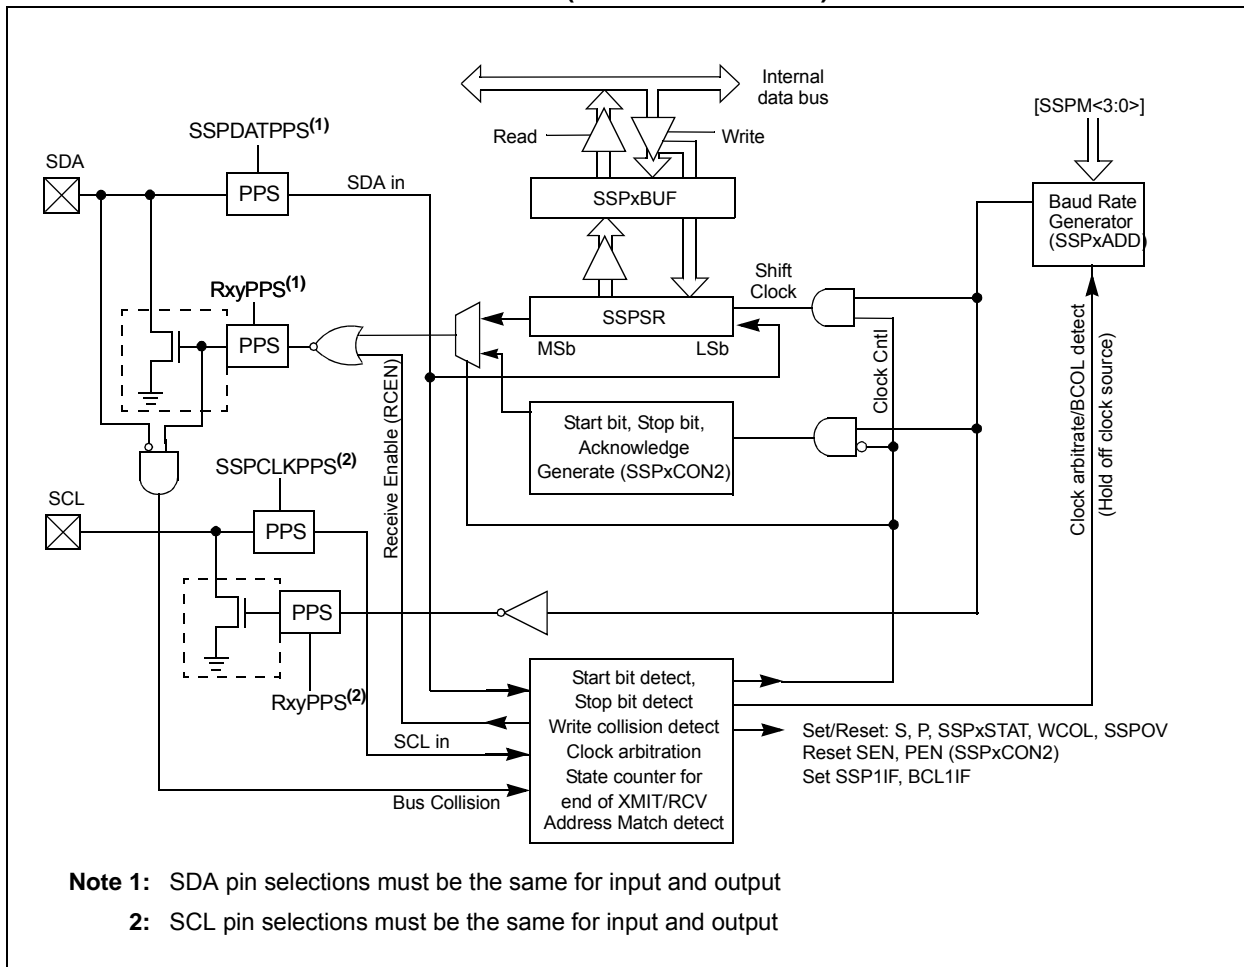 Internal
data bus
[SSPM<3:0>]
Read
Write
SSPDATPPS(1)
SDA
PPS
SDA in
SSPxBUF
Baud Rate
Generator
(SSPxADD)
RxyPPS(1)
PPS
Shift
Clock
SSPSR
MSb
LSb
Clock Cntl
Clock arbitrate/BCOL detect
(Hold off clock source)
Receive Enable (RCEN)
Start bit, Stop bit,
Acknowledge
Generate (SSPxCON2)
SSPCLKPPS(2)
SCL
PPS
PPS
RxyPPS(2)
SCL in
Bus Collision
Start bit detect,
Stop bit detect
Write collision detect
Clock arbitration
State counter for
end of XMIT/RCV
Address Match detect
Set/Reset: S, P, SSPxSTAT, WCOL, SSPOV
Reset SEN, PEN (SSPxCON2)
Set SSP1IF, BCL1IF
Note 1: SDA pin selections must be the same for input and output
2: SCL pin selections must be the same for input and output